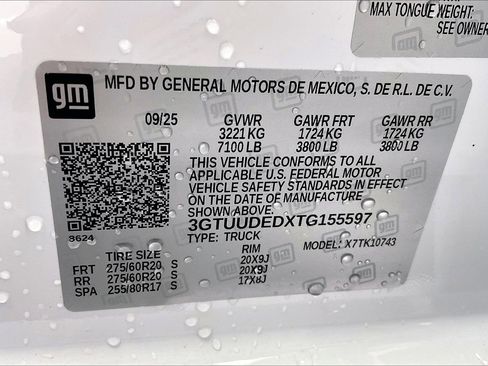 MAX TONGUE WEIGHT:
SEE OWNER
gm
MFD BY GENERAL MOTORS DE MEXICO, S. DE R.L. DE C.V.
09/25 GVWR GAWR FRT GAWR RR
3221 KG 1724 KG 1724 KG
7100 LB 3800 LB 3800 LB
THIS VEHICLE CONFORMS TO ALL
APPLICABLE U.S. FEDERAL MOTOR
VEHICLE SAFETY STANDARDS IN EFFECT
ON THE DATE OF MANUFACTURE
SHOWN ABOVE.
3GTUUDEDXTG155597
8624 TYPE: TRUCK MODEL: X7TK10743
TIRE SIZE RIM
FRT 275/60R20 S 20X9J
RR 275/60R20 S 20X9J
SPA 255/80R17 S 17X8J